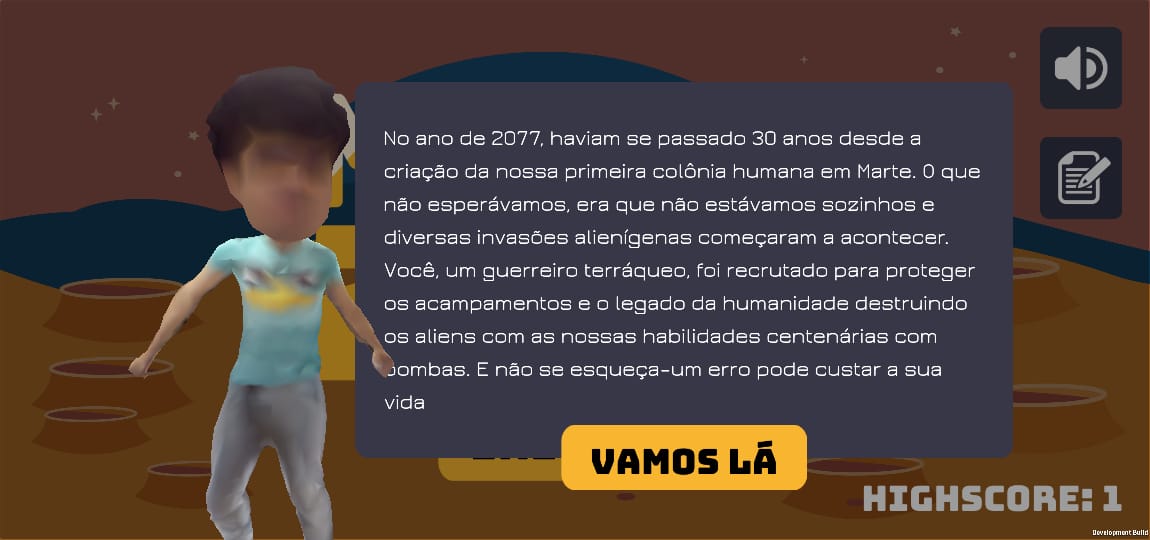 No ano de 2077, haviam se passado 30 anos desde a
criação da nossa primeira colônia humana em Marte. O que
não esperávamos, era que não estávamos sozinhos e
diversas invasões alienígenas começaram a acontecer.
Você, um guerreiro terráqueo, foi recrutado para proteger
os acampamentos e o legado da humanidade destruindo
os aliens com as nossas habilidades centenárias com
bombas. E não se esqueça-um erro pode custar a sua
vida
VAMOS LÁ
HIGHSCORE: 1
Development Build